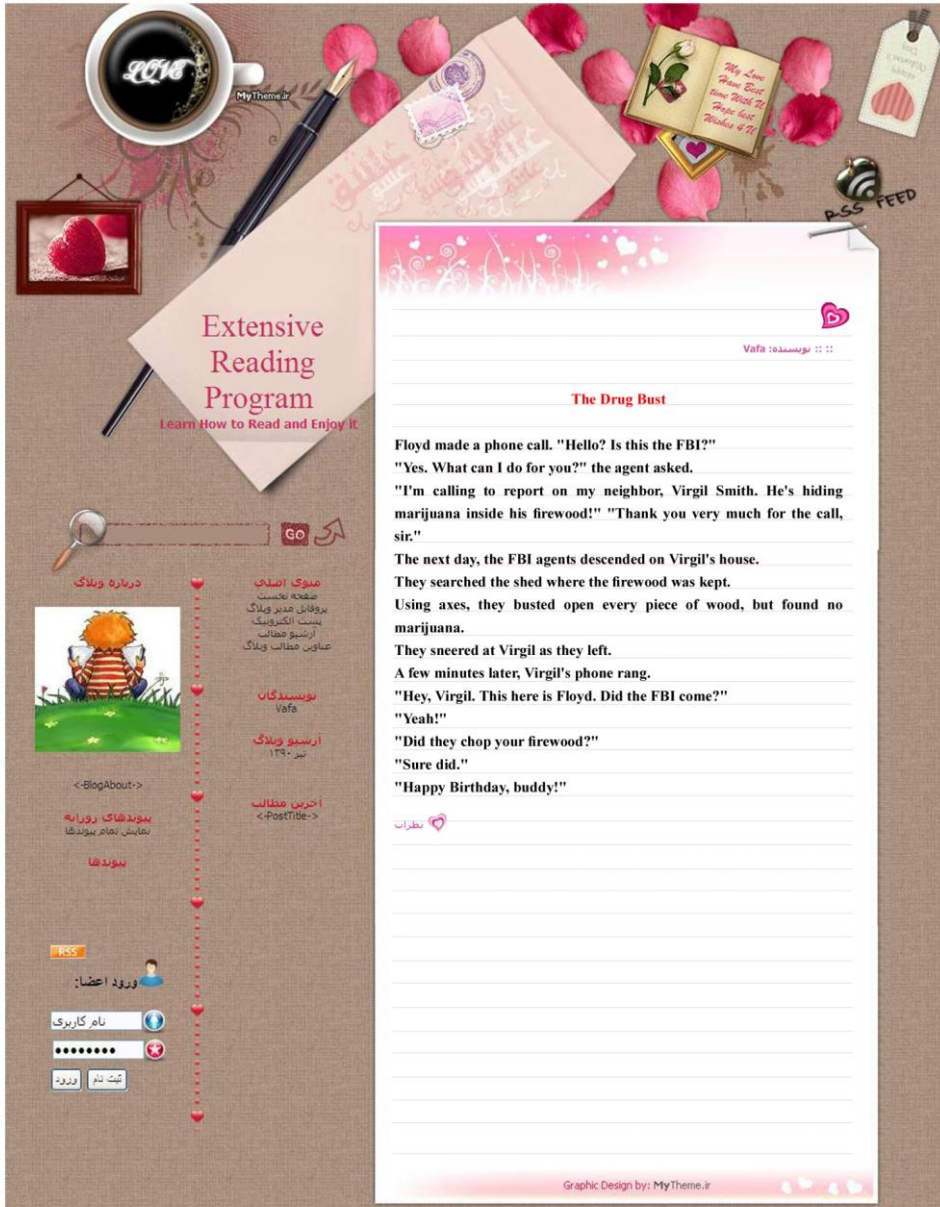 LOVE
MyTheme.ir
My Love
Have Best
time With U
Hope best
Wishes 4 U
Happy
Valentine's
Day
RSS FEED
Extensive
Reading
Program
Learn How to Read and Enjoy it
:: :: نویسنده: Vafa
The Drug Bust
Floyd made a phone call. "Hello? Is this the FBI?"
"Yes. What can I do for you?" the agent asked.
"I'm calling to report on my neighbor, Virgil Smith. He's hiding
marijuana inside his firewood!" "Thank you very much for the call,
sir."
The next day, the FBI agents descended on Virgil's house.
They searched the shed where the firewood was kept.
Using axes, they busted open every piece of wood, but found no
marijuana.
They sneered at Virgil as they left.
A few minutes later, Virgil's phone rang.
"Hey, Virgil. This here is Floyd. Did the FBI come?"
"Yeah!"
"Did they chop your firewood?"
"Sure did."
"Happy Birthday, buddy!"
نظرات
GO
منوی اصلی
صفحه نخست
پروفایل مدیر وبلاگ
پست الکترونیک
آرشیو مطالب
عناوین مطالب وبلاگ
نویسندگان
Vafa
آرشیو وبلاگ
تیر ۱۳۹۰
آخرین مطالب
<-PostTitle->
درباره وبلاگ
<-BlogAbout->
پیوندهای روزانه
نمایش تمام پیوندها
پیوندها
RSS
ورود اعضا:
نام کاربری
••••••••
ثبت نام
ورود
Graphic Design by: MyTheme.ir